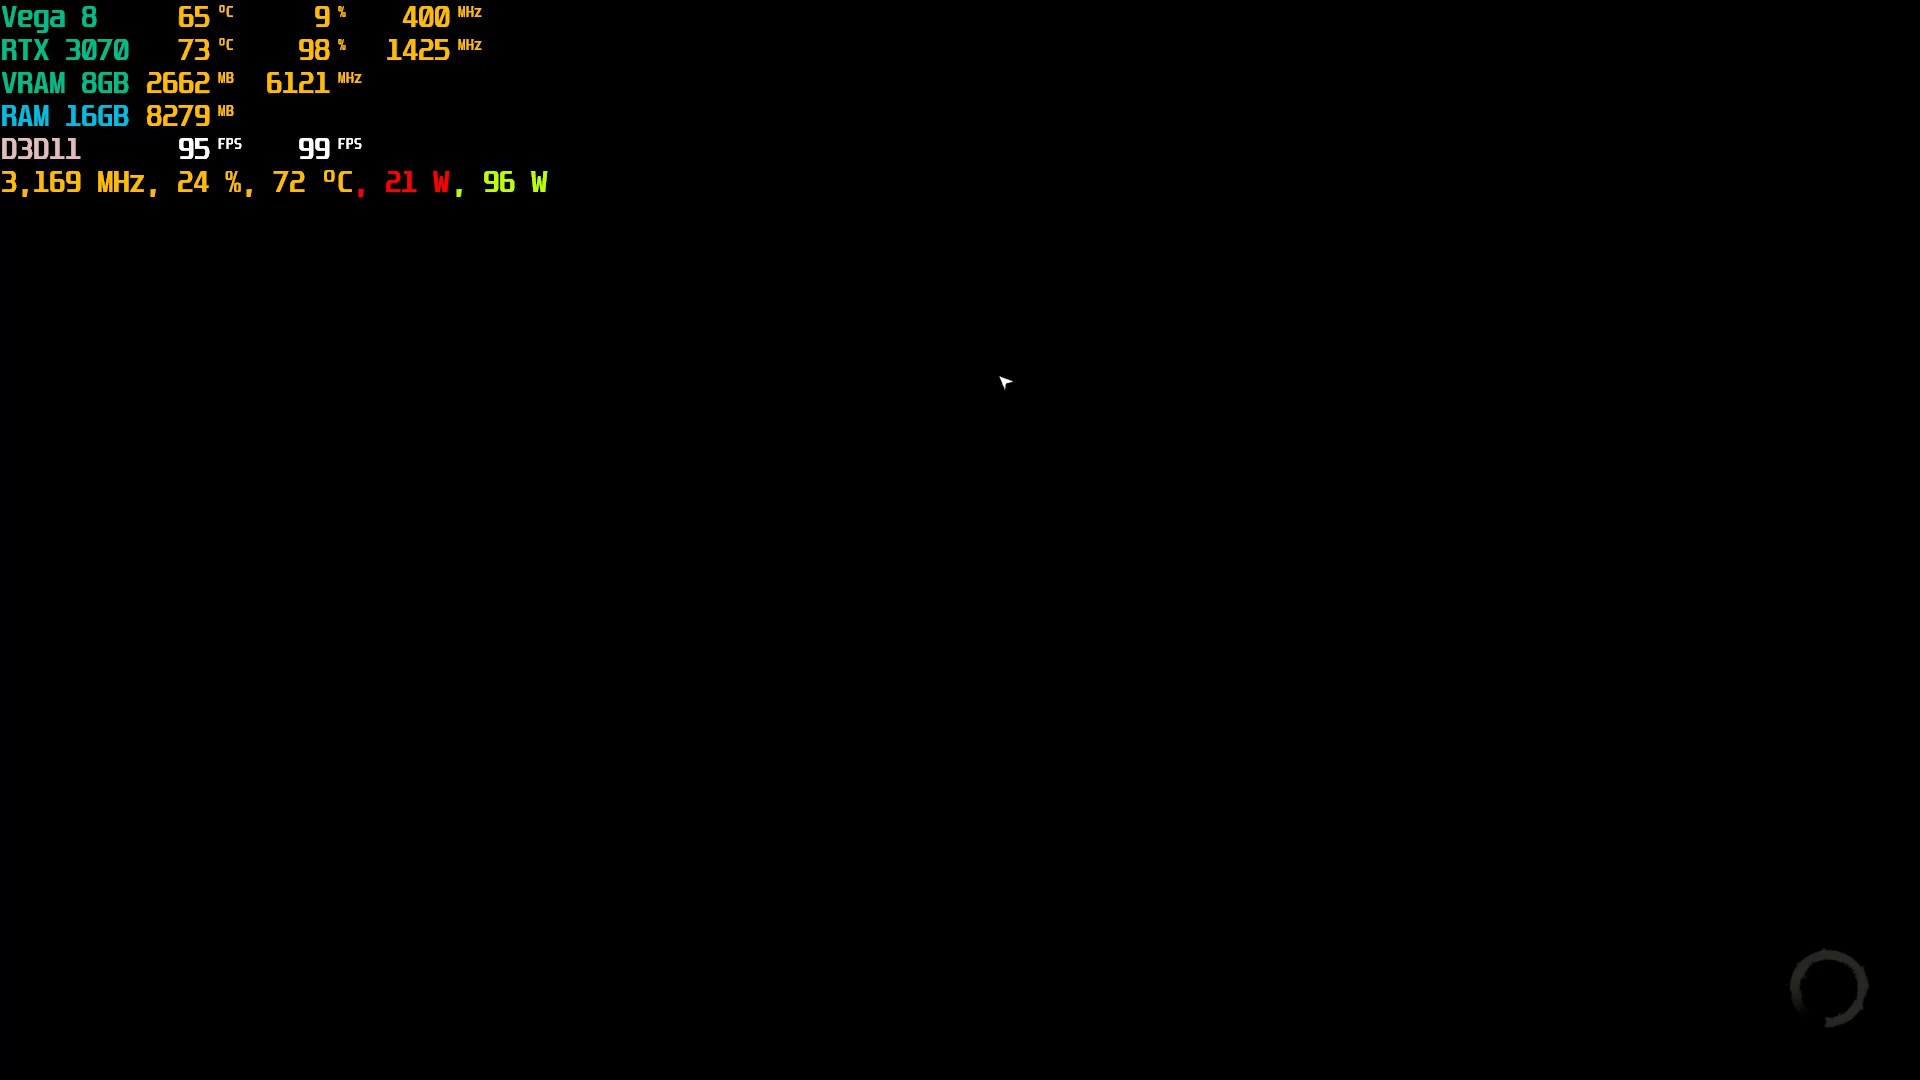 Vega 8 65 °C 9 % 400 MHz
RTX 3070 73 °C 98 % 1425 MHz
VRAM 8GB 2662 MB 6121 MHz
RAM 16GB 8279 MB
D3D11 95 FPS 99 FPS
3,169 MHz, 24 %, 72 °C, 21 W, 96 W